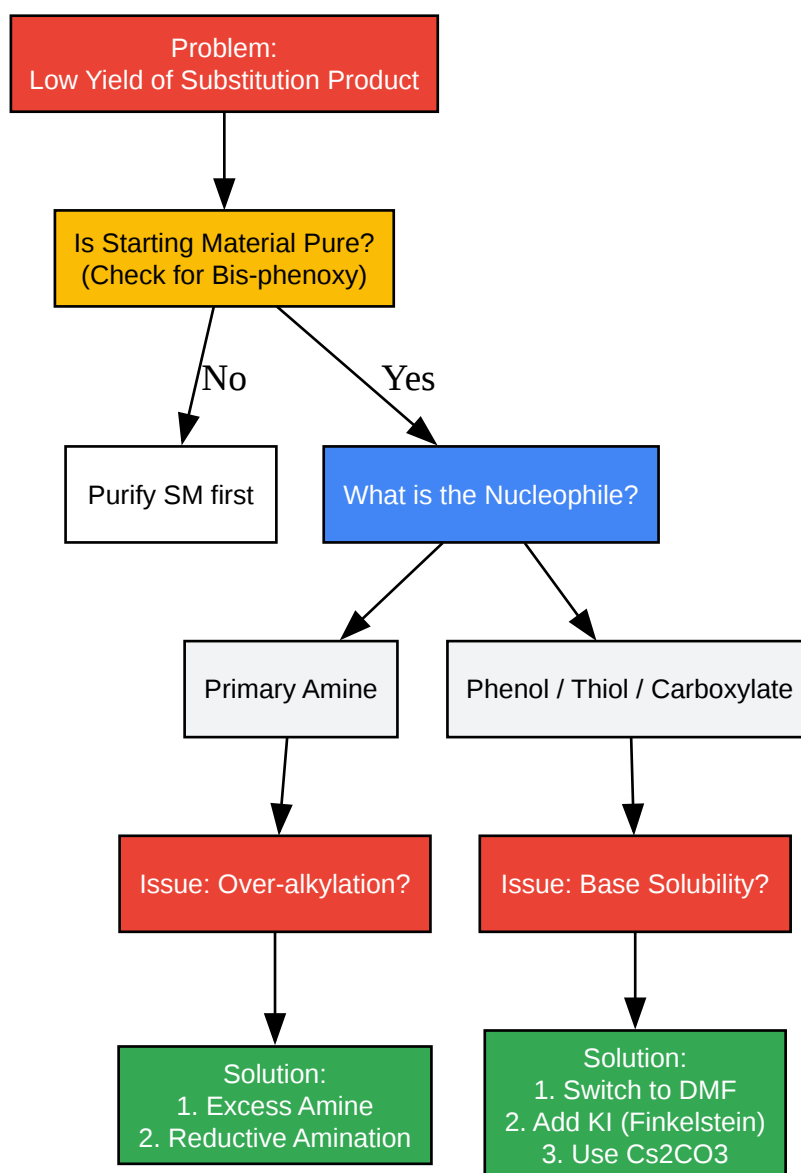 Problem:
Low Yield of Substitution Product
Is Starting Material Pure?
(Check for Bis-phenoxy)
No
Yes
Purify SM first
What is the Nucleophile?
Primary Amine
Phenol / Thiol / Carboxylate
Issue: Over-alkylation?
Issue: Base Solubility?
Solution:
1. Excess Amine
2. Reductive Amination
Solution:
1. Switch to DMF
2. Add KI (Finkelstein)
3. Use Cs2CO3